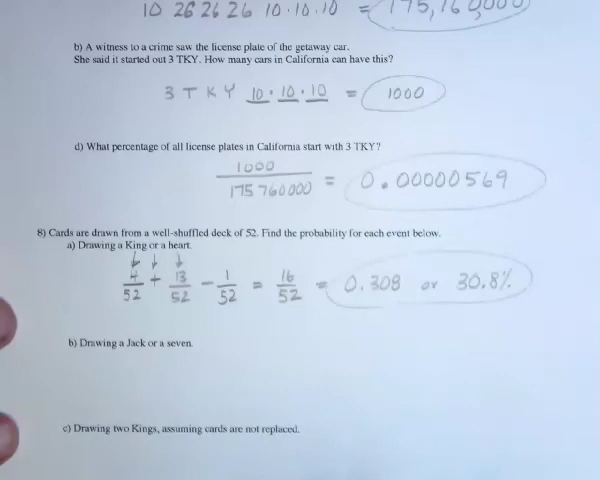 10 26 26 26 10 · 10 · 10 = 175,760,000
b) A witness to a crime saw the license plate of the getaway car.
She said it started out 3 TKY. How many cars in California can have this?
3 T K Y 10 · 10 · 10 = 1000
d) What percentage of all license plates in California start with 3 TKY?
1000
175 760 000 = 0.00000569
8) Cards are drawn from a well-shuffled deck of 52. Find the probability for each event below.
a) Drawing a King or a heart.
4/52 + 13/52 - 1/52 = 16/52 = 0.308 or 30.8%
b) Drawing a Jack or a seven.
c) Drawing two Kings, assuming cards are not replaced.